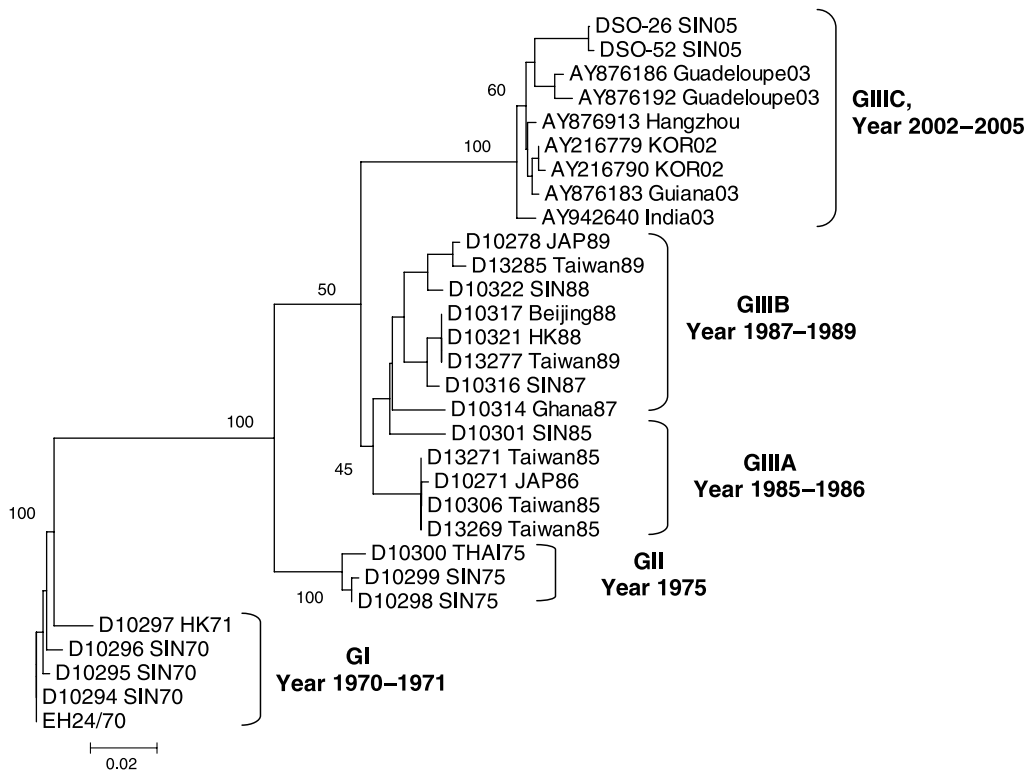 DSO-26 SIN05
DSO-52 SIN05
AY876186 Guadeloupe03
60
AY876192 Guadeloupe03
GIIIC,
Year 2002–2005
AY876913 Hangzhou
100
AY216779 KOR02
AY216790 KOR02
AY876183 Guiana03
AY942640 India03
D10278 JAP89
D13285 Taiwan89
50
D10322 SIN88
D10317 Beijing88
GIIIB
Year 1987–1989
D10321 HK88
D13277 Taiwan89
D10316 SIN87
D10314 Ghana87
100
D10301 SIN85
45
D13271 Taiwan85
GIIIA
Year 1985–1986
D10271 JAP86
D10306 Taiwan85
100
D13269 Taiwan85
D10300 THAI75
GII
Year 1975
D10299 SIN75
100
D10298 SIN75
D10297 HK71
D10296 SIN70
GI
Year 1970–1971
D10295 SIN70
D10294 SIN70
EH24/70
0.02